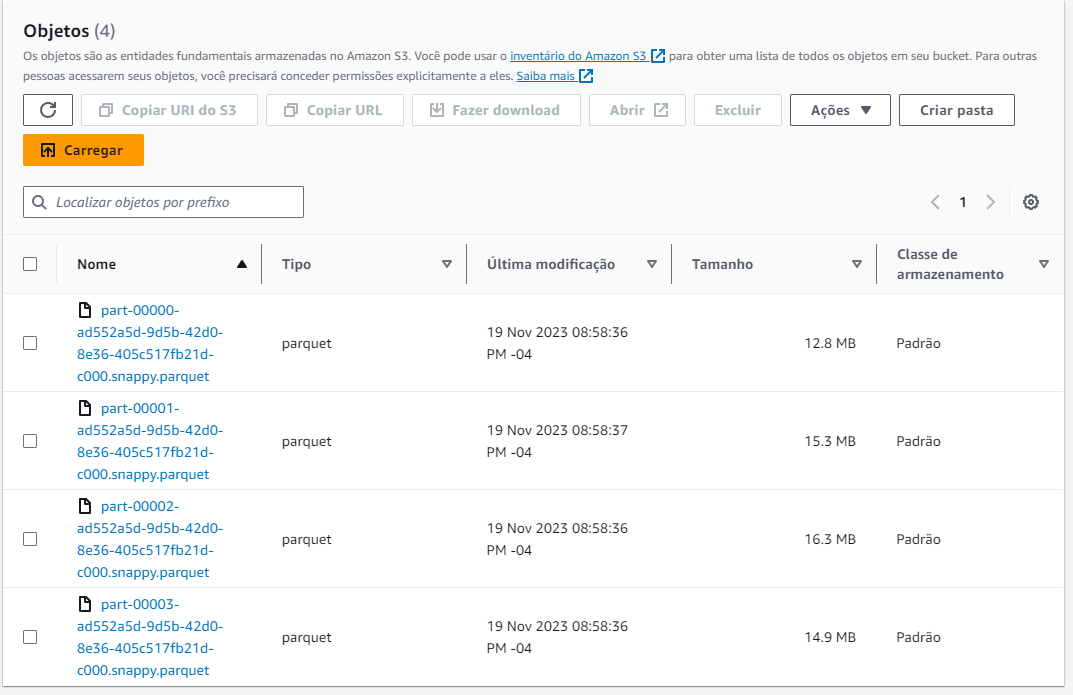 Objetos (4)
Os objetos são as entidades fundamentais armazenadas no Amazon S3. Você pode usar o inventário do Amazon S3 para obter uma lista de todos os objetos em seu bucket. Para outras
pessoas acessarem seus objetos, você precisará conceder permissões explicitamente a eles. Saiba mais
Copiar URI do S3 Copiar URL Fazer download Abrir Excluir Ações Criar pasta
Carregar
Localizar objetos por prefixo 1
Nome Tipo Última modificação Tamanho Classe de
armazenamento
part-00000-
ad552a5d-9d5b-42d0- 19 Nov 2023 08:58:36
parquet 12.8 MB Padrão
8e36-405c517fb21d- PM -04
c000.snappy.parquet
part-00001-
ad552a5d-9d5b-42d0- 19 Nov 2023 08:58:37
parquet 15.3 MB Padrão
8e36-405c517fb21d- PM -04
c000.snappy.parquet
part-00002-
ad552a5d-9d5b-42d0- 19 Nov 2023 08:58:36
parquet 16.3 MB Padrão
8e36-405c517fb21d- PM -04
c000.snappy.parquet
part-00003-
ad552a5d-9d5b-42d0- 19 Nov 2023 08:58:36
parquet 14.9 MB Padrão
8e36-405c517fb21d- PM -04
c000.snappy.parquet